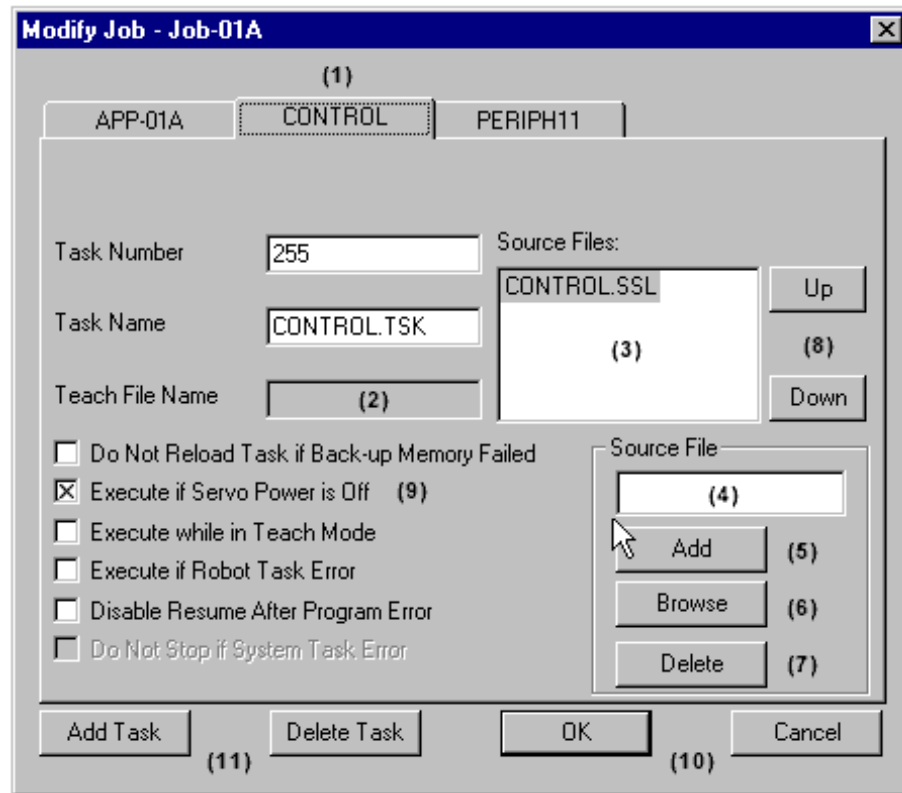 Modify Job - Job-01A
(1)
APP-01A CONTROL PERIPH11
Task Number 255
Source Files:
CONTROL.SSL
Up
Task Name CONTROL.TSK
(3)
(8)
Teach File Name (2)
Down
Do Not Reload Task if Back-up Memory Failed
Execute if Servo Power is Off (9)
Execute while in Teach Mode
Execute if Robot Task Error
Disable Resume After Program Error
Do Not Stop if System Task Error
Source File
(4)
Add (5)
Browse (6)
Delete (7)
Add Task (11) Delete Task OK (10) Cancel